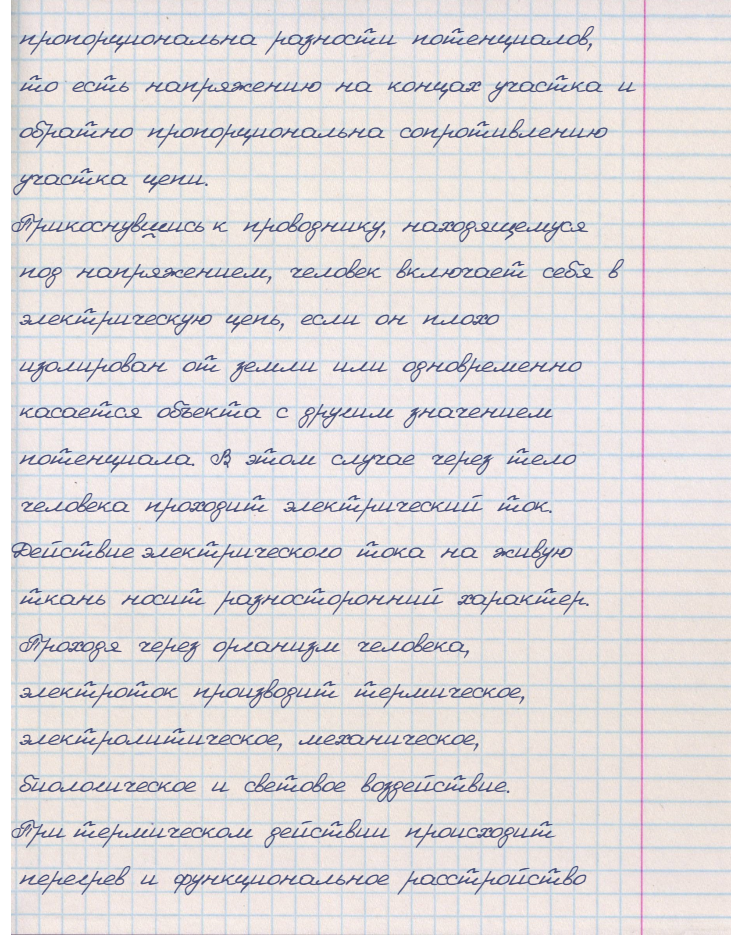 пропорциональна разности потенциалов,
то есть напряжению на концах участка и
обратно пропорциональна сопротивлению
участка цепи.
Прикоснувшись к проводнику, находящемуся
под напряжением, человек включает себя в
электрическую цепь, если он плохо
изолирован от земли или одновременно
касается объекта с другим значением
потенциала. В этом случае через тело
человека проходит электрический ток.
Действие электрического тока на живую
ткань носит разносторонний характер.
Проходя через организм человека,
электроток производит термическое,
электролитическое, механическое,
биологическое и световое воздействие.
При термическом действии происходит
перегрев и функциональное расстройство